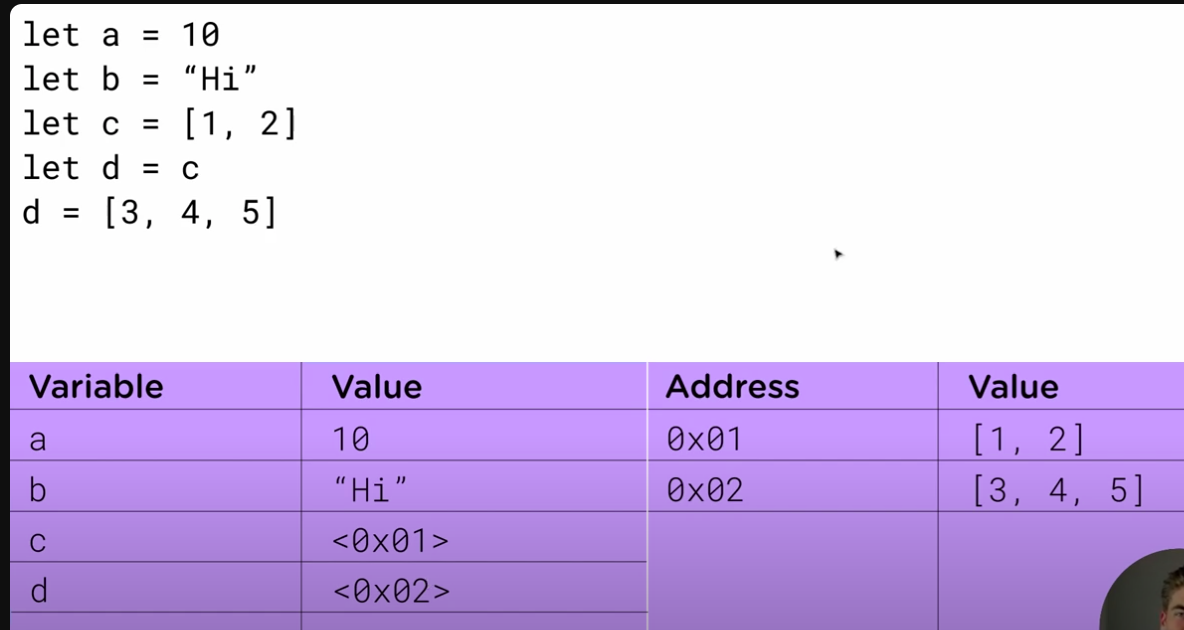 let a = 10
let b = “Hi”
let c = [1, 2]
let d = c
d = [3, 4, 5]
Variable Value Address Value
a 10 0x01 [1, 2]
b “Hi” 0x02 [3, 4, 5]
c <0x01>
d <0x02>